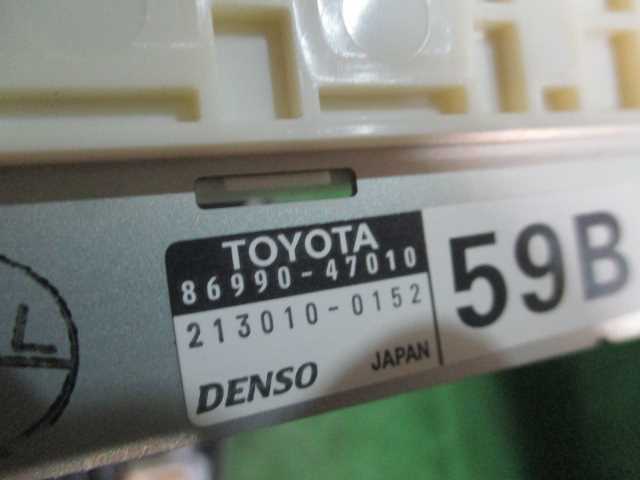 TOYOTA
86990-47010
213010-0152
DENSO JAPAN
59B
L